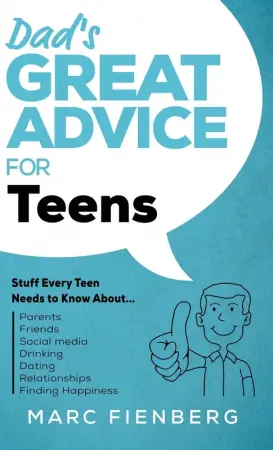 Dad's
GREAT
ADVICE
FOR
Teens
Stuff Every Teen
Needs to Know About...
Parents
Friends
Social media
Drinking
Dating
Relationships
Finding Happiness
MARC FIENBERG